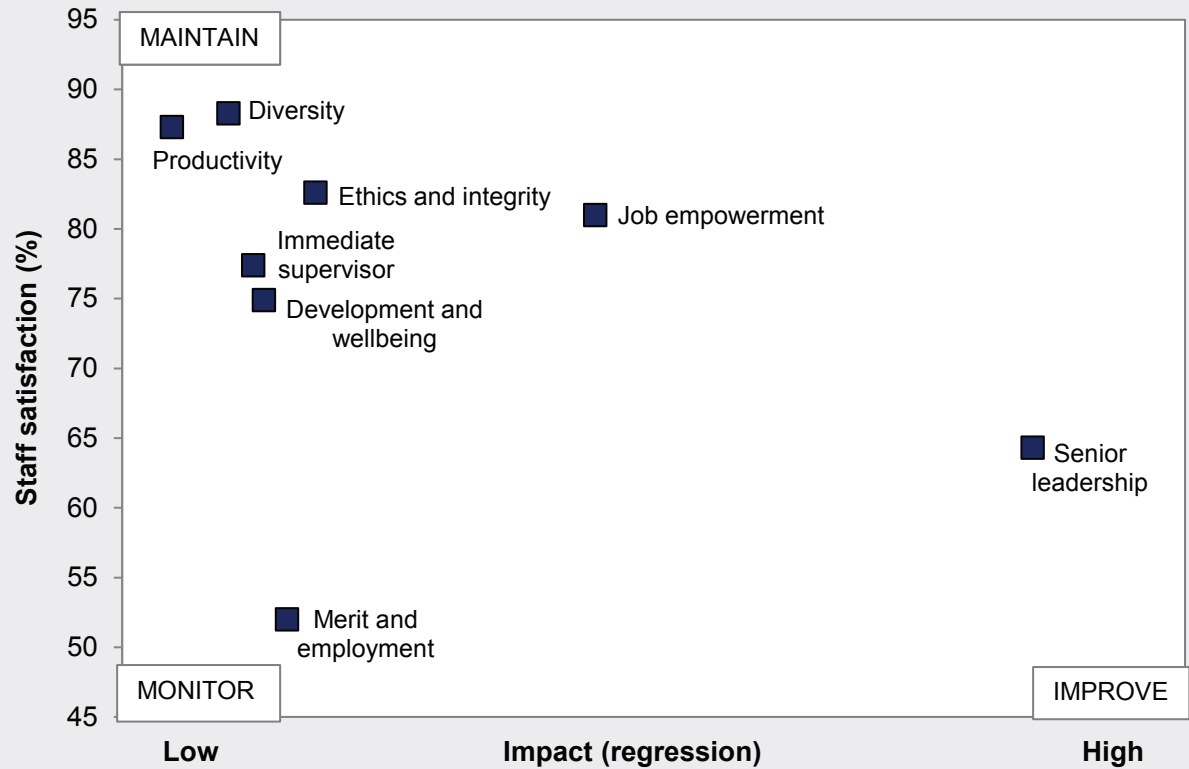 95
MAINTAIN
90
Diversity
85
Productivity
Ethics and integrity
80
Job empowerment
Immediate
supervisor
75
Development and
wellbeing
70
65
Senior
leadership
60
55
Merit and
employment
50
MONITOR
IMPROVE
45
Staff satisfaction (%)
Low
Impact (regression)
High